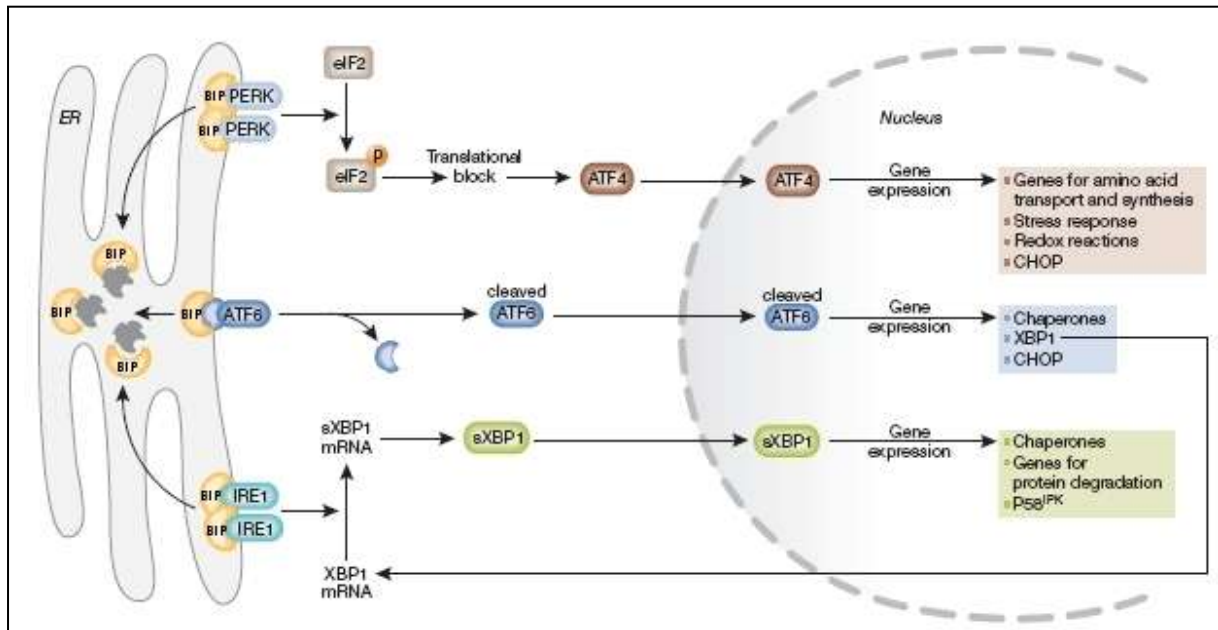 ER
BIP PERK
BIP PERK
eIF2
eIF2
P
Translational
block
ATF4
Nucleus
ATF4
Gene
expression
Genes for amino acid
transport and synthesis
Stress response
Redox reactions
CHOP
BIP
BIP
BIP
BIP ATF6
cleaved
ATF6
cleaved
ATF6
Gene
expression
Chaperones
XBP1
CHOP
BIP IRE1
BIP IRE1
sXBP1
mRNA
sXBP1
sXBP1
Gene
expression
Chaperones
Genes for
protein degradation
P58IPK
XBP1
mRNA